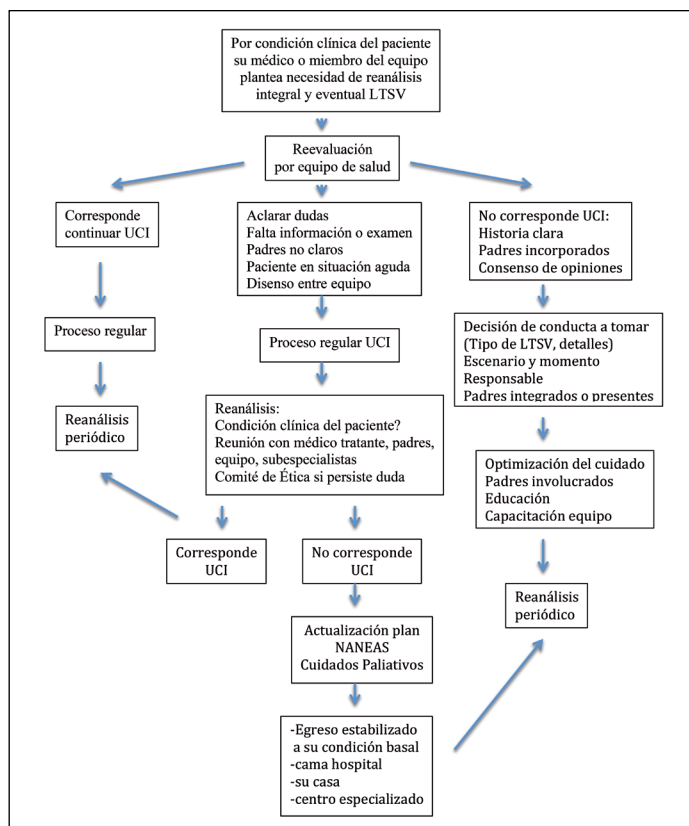 Por condición clínica del paciente
su médico o miembro del equipo
plantea necesidad de reanálisis
integral y eventual LTSV
Reevaluación
por equipo de salud
Corresponde
continuar UCI
Proceso regular
Reanálisis
periódico
Aclarar dudas
Falta información o examen
Padres no claros
Paciente en situación aguda
Disenso entre equipo
Proceso regular UCI
Reanálisis:
Condición clínica del paciente?
Reunión con médico tratante, padres,
equipo, subespecialistas
Comité de Ética si persiste duda
Corresponde
UCI
No corresponde
UCI
Actualización plan
NANEAS
Cuidados Paliativos
-Egreso estabilizado
a su condición basal
-cama hospital
-su casa
-centro especializado
No corresponde UCI:
Historia clara
Padres incorporados
Consenso de opiniones
Decisión de conducta a tomar
(Tipo de LTSV, detalles)
Escenario y momento
Responsable
Padres integrados o presentes
Optimización del cuidado
Padres involucrados
Educación
Capacitación equipo
Reanálisis
periódico